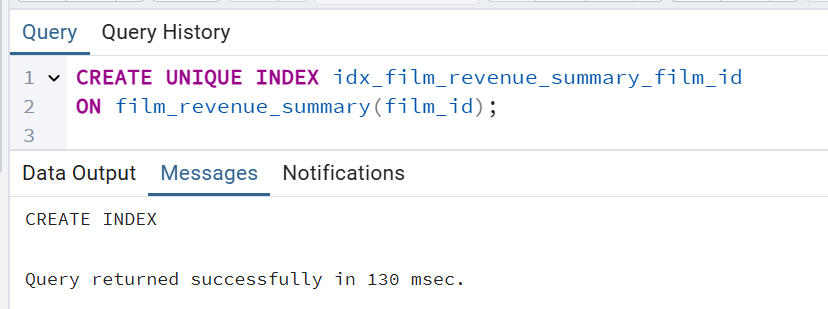 Query Query History
1 CREATE UNIQUE INDEX idx_film_revenue_summary_film_id
2 ON film_revenue_summary(film_id);
3
Data Output Messages Notifications
CREATE INDEX
Query returned successfully in 130 msec.